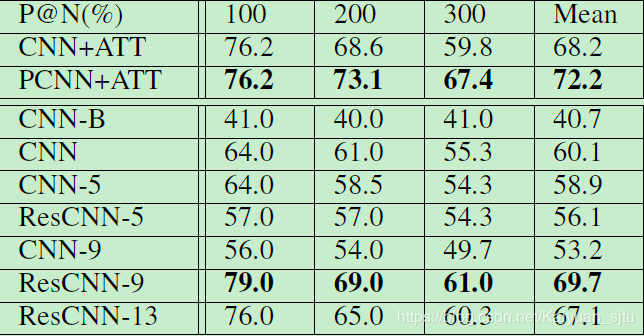 P@N(%) 100 200 300 Mean
CNN+ATT 76.2 68.6 59.8 68.2
PCNN+ATT 76.2 73.1 67.4 72.2
CNN-B 41.0 40.0 41.0 40.7
CNN 64.0 61.0 55.3 60.1
CNN-5 64.0 58.5 54.3 58.9
ResCNN-5 57.0 57.0 54.3 56.1
CNN-9 56.0 54.0 49.7 53.2
ResCNN-9 79.0 69.0 61.0 69.7
ResCNN-13 76.0 65.0 60.3 67.1